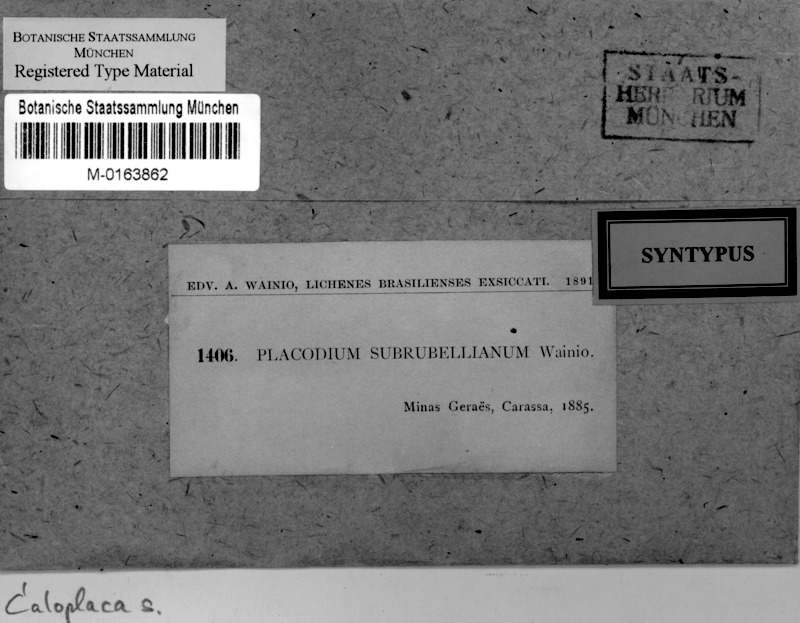 BOTANISCHE STAATSSAMMLUNG
MÜNCHEN
Registered Type Material
Botanische Staatssammlung München
M-0163862
STAATS-
HERBARIUM
MÜNCHEN
SYNTYPUS
EDV. A. WAINIO, LICHENES BRASILIENSES EXSICCATI. 1891
1406. PLACODIUM SUBRUBELLIANUM Wainio.
Minas Geraës, Carassa, 1885.
Caloplaca s.